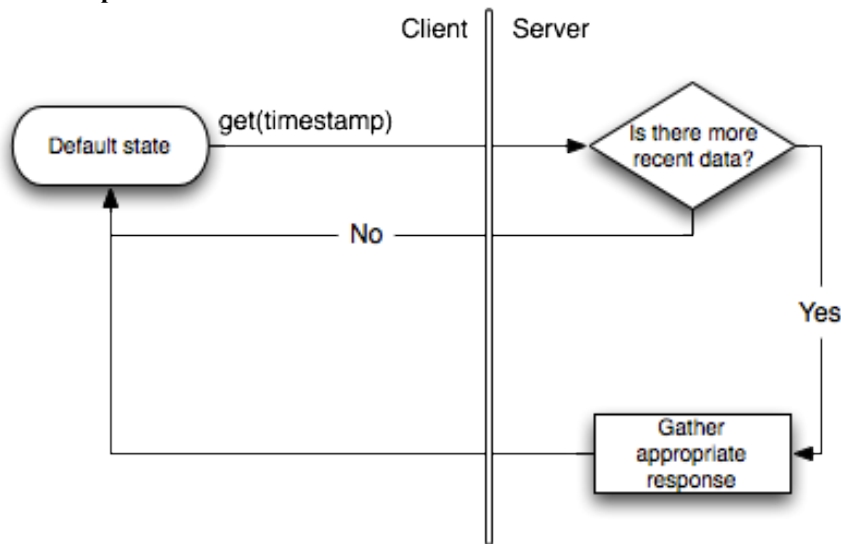 Client
Server
Default state
get(timestamp)
Is there more
recent data?
No
Yes
Gather
appropriate
response